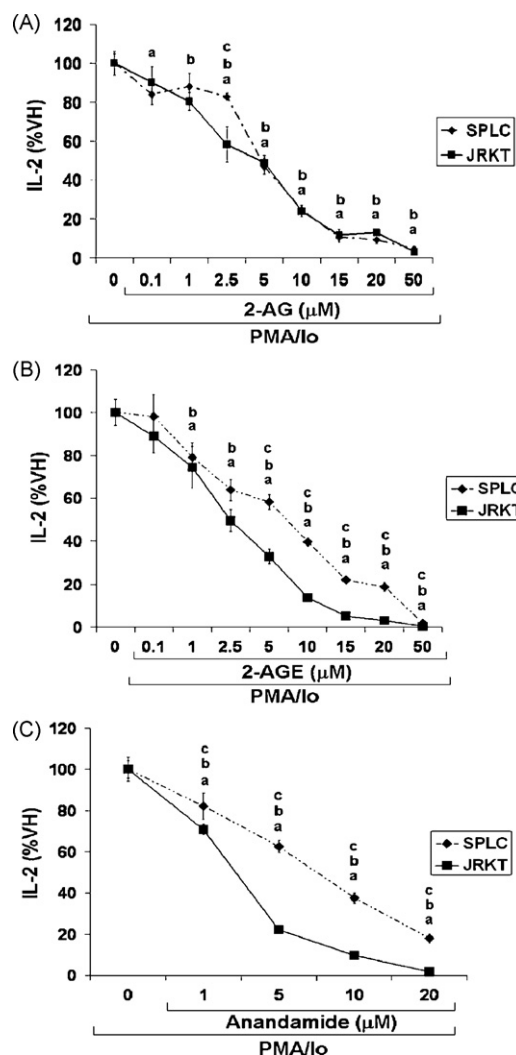 (A)
120
100
80
60
40
20
0
IL-2 (%VH)
a
b
c
b
a
b
a
b
a
b
a
b
a
b
a
SPLC
JRKT
0 0.1 1 2.5 5 10 15 20 50
2-AG (μM)
PMA/Io
(B)
120
100
80
60
40
20
0
IL-2 (%VH)
b
a
b
a
c
b
a
c
b
a
c
b
a
c
b
a
c
b
a
SPLC
JRKT
0 0.1 1 2.5 5 10 15 20 50
2-AGE (μM)
PMA/Io
(C)
120
100
80
60
40
20
0
IL-2 (%VH)
c
b
a
c
b
a
c
b
a
c
b
a
SPLC
JRKT
0 1 5 10 20
Anandamide (μM)
PMA/Io